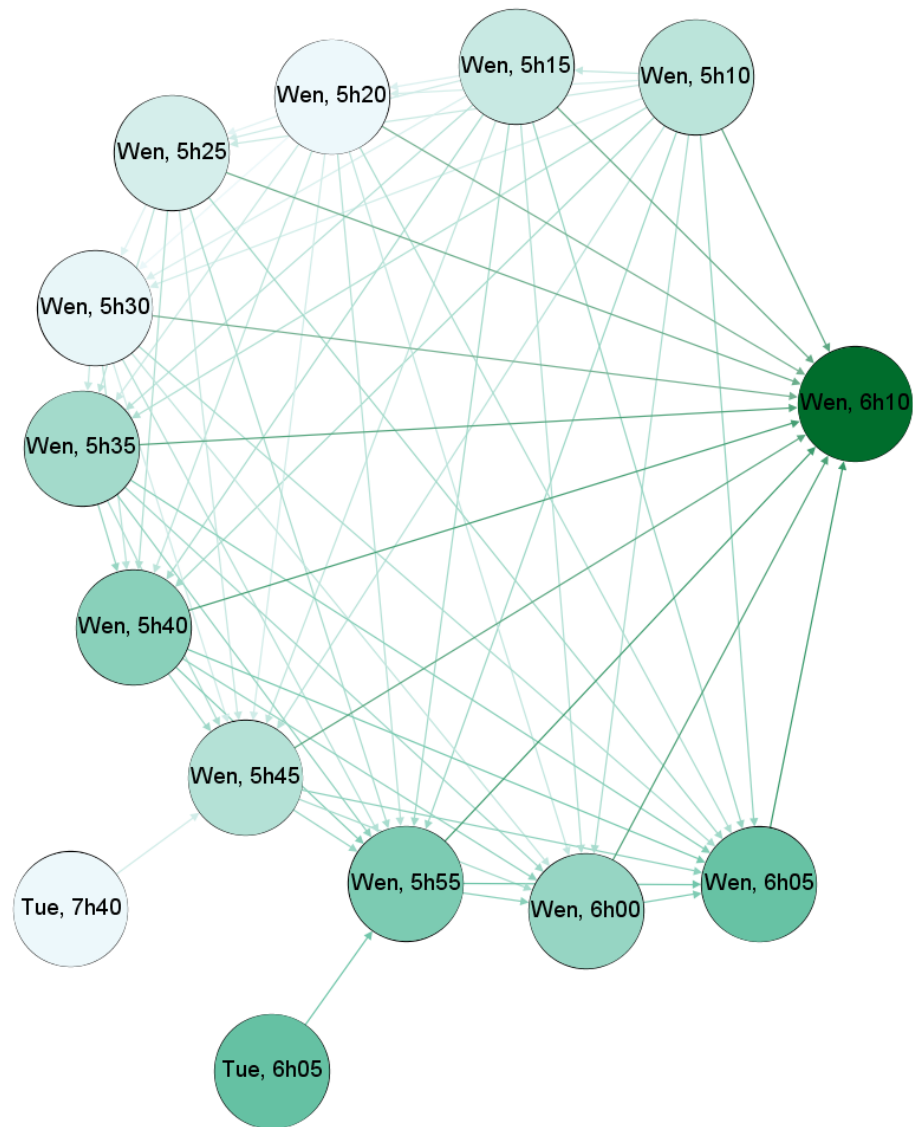 Wen, 5h10
Wen, 5h15
Wen, 5h20
Wen, 5h25
Wen, 5h30
Wen, 6h10
Wen, 5h35
Wen, 5h40
Wen, 5h45
Wen, 5h55
Wen, 6h05
Tue, 7h40
Wen, 6h00
Tue, 6h05